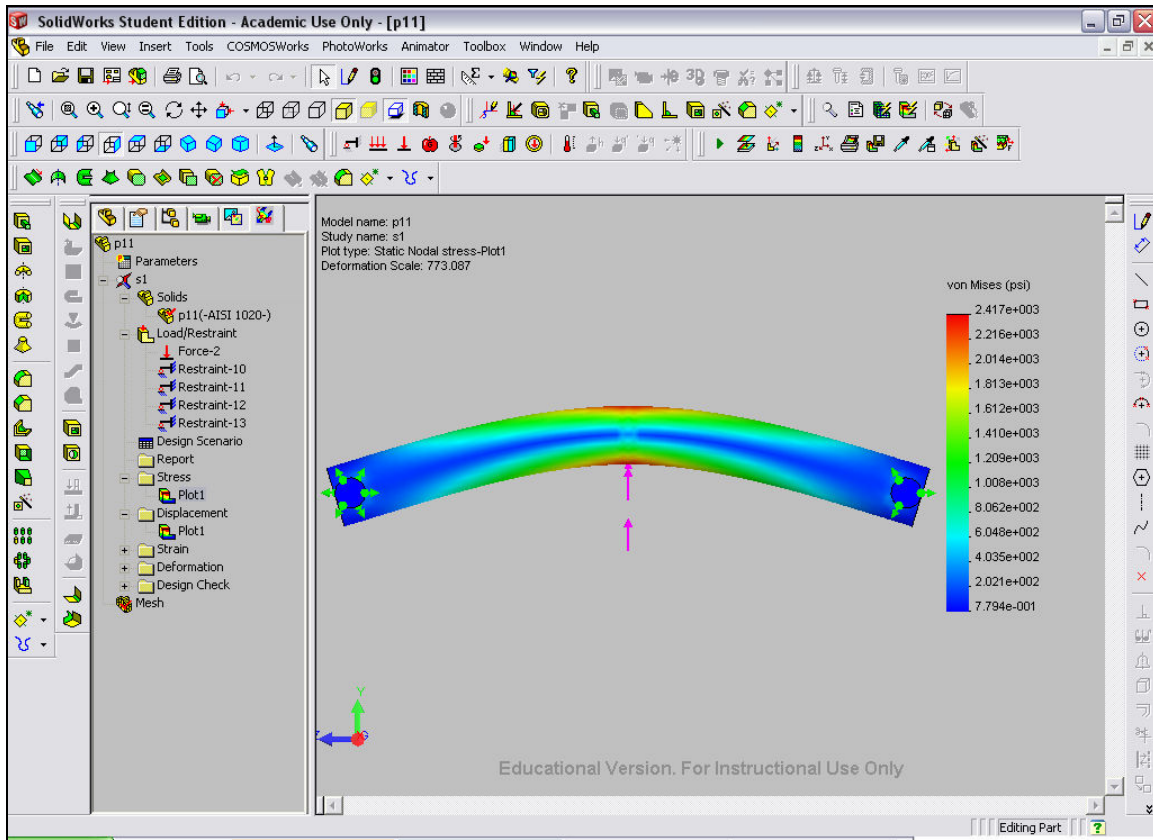 SolidWorks Student Edition - Academic Use Only - [p11]
File Edit View Insert Tools COSMOSWorks PhotoWorks Animator Toolbox Window Help
p11
Parameters
s1
Solids
p11(-AISI 1020-)
Load/Restraint
Force-2
Restraint-10
Restraint-11
Restraint-12
Restraint-13
Design Scenario
Report
Stress
Plot1
Displacement
Plot1
Strain
Deformation
Design Check
Mesh
Model name: p11
Study name: s1
Plot type: Static Nodal stress-Plot1
Deformation Scale: 773.087
von Mises (psi)
2.417e+003
2.216e+003
2.014e+003
1.813e+003
1.612e+003
1.410e+003
1.209e+003
1.008e+003
8.062e+002
6.048e+002
4.035e+002
2.021e+002
7.794e-001
Y
Educational Version. For Instructional Use Only
Editing Part